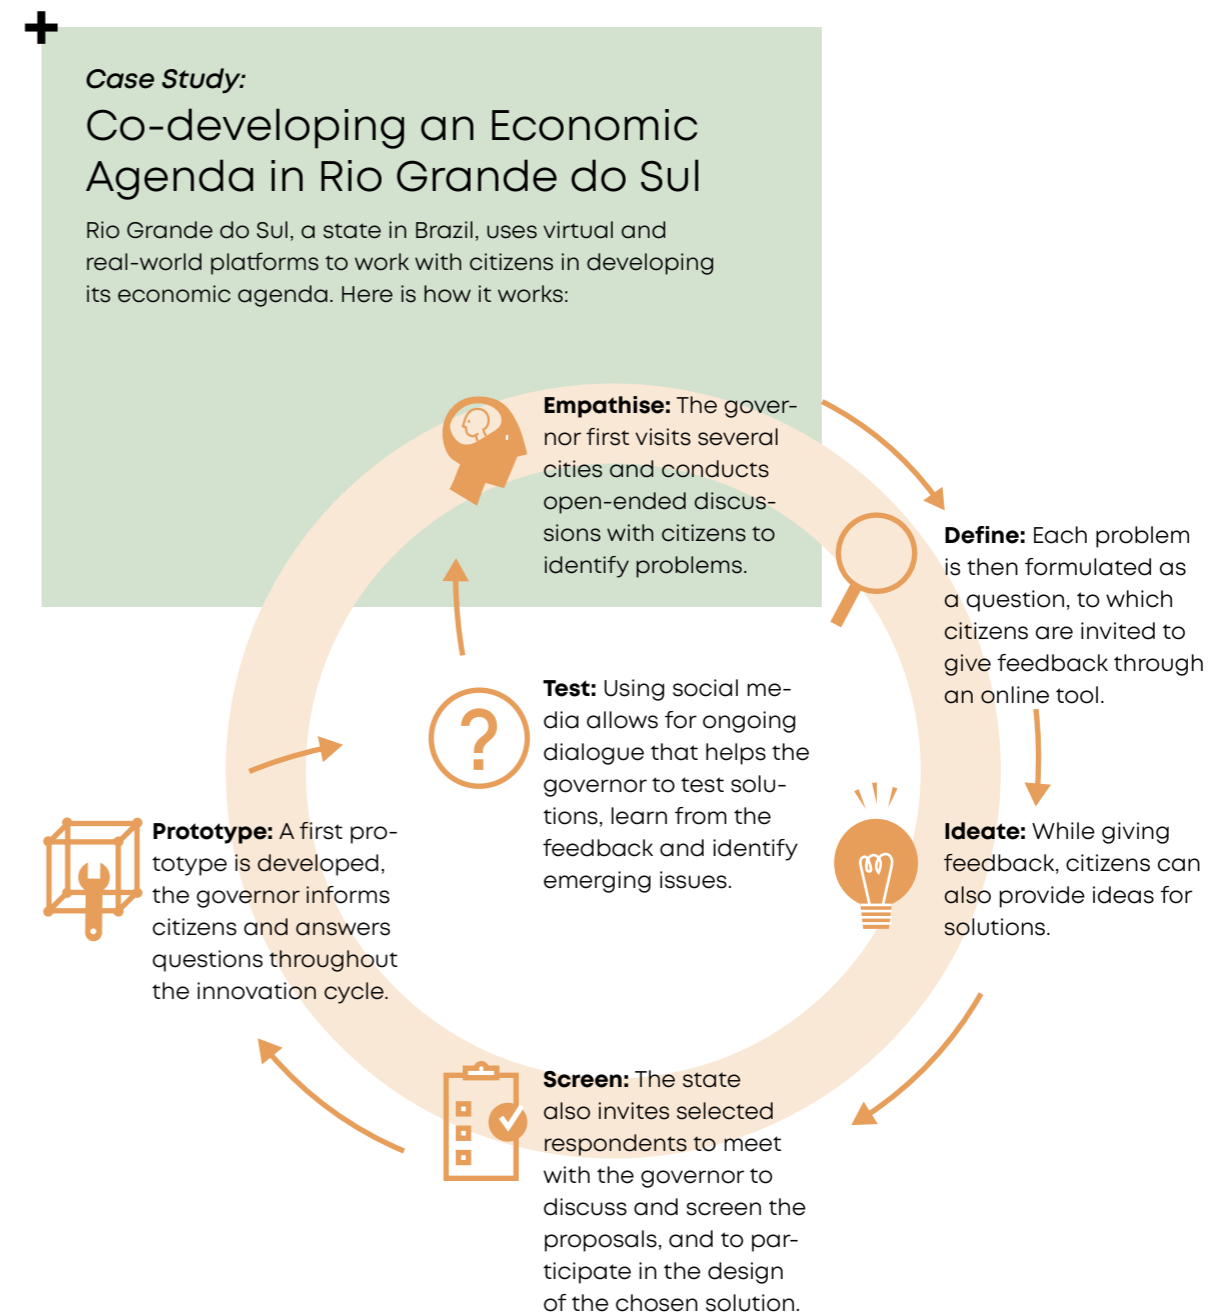 Case Study:
Co-developing an Economic
Agenda in Rio Grande do Sul
Rio Grande do Sul, a state in Brazil, uses virtual and
real-world platforms to work with citizens in developing
its economic agenda. Here is how it works:
Empathise: The gover-
nor first visits several
cities and conducts
open-ended discus-
sions with citizens to
identify problems.
Define: Each problem
is then formulated as
a question, to which
citizens are invited to
give feedback through
an online tool.
Ideate: While giving
feedback, citizens can
also provide ideas for
solutions.
Screen: The state
also invites selected
respondents to meet
with the governor to
discuss and screen the
proposals, and to par-
ticipate in the design
of the chosen solution.
Prototype: A first pro-
totype is developed,
the governor informs
citizens and answers
questions throughout
the innovation cycle.
Test: Using social me-
dia allows for ongoing
dialogue that helps the
governor to test solu-
tions, learn from the
feedback and identify
emerging issues.
?